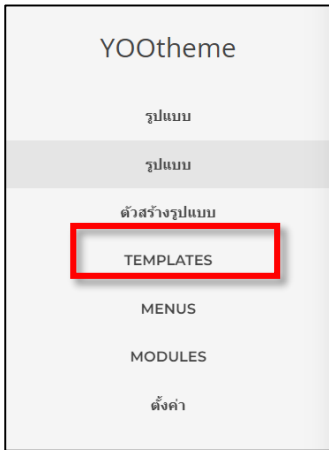 YOOtheme
รูปแบบ
รูปแบบ
ตัวสร้างรูปแบบ
TEMPLATES
MENUS
MODULES
ตั้งค่า